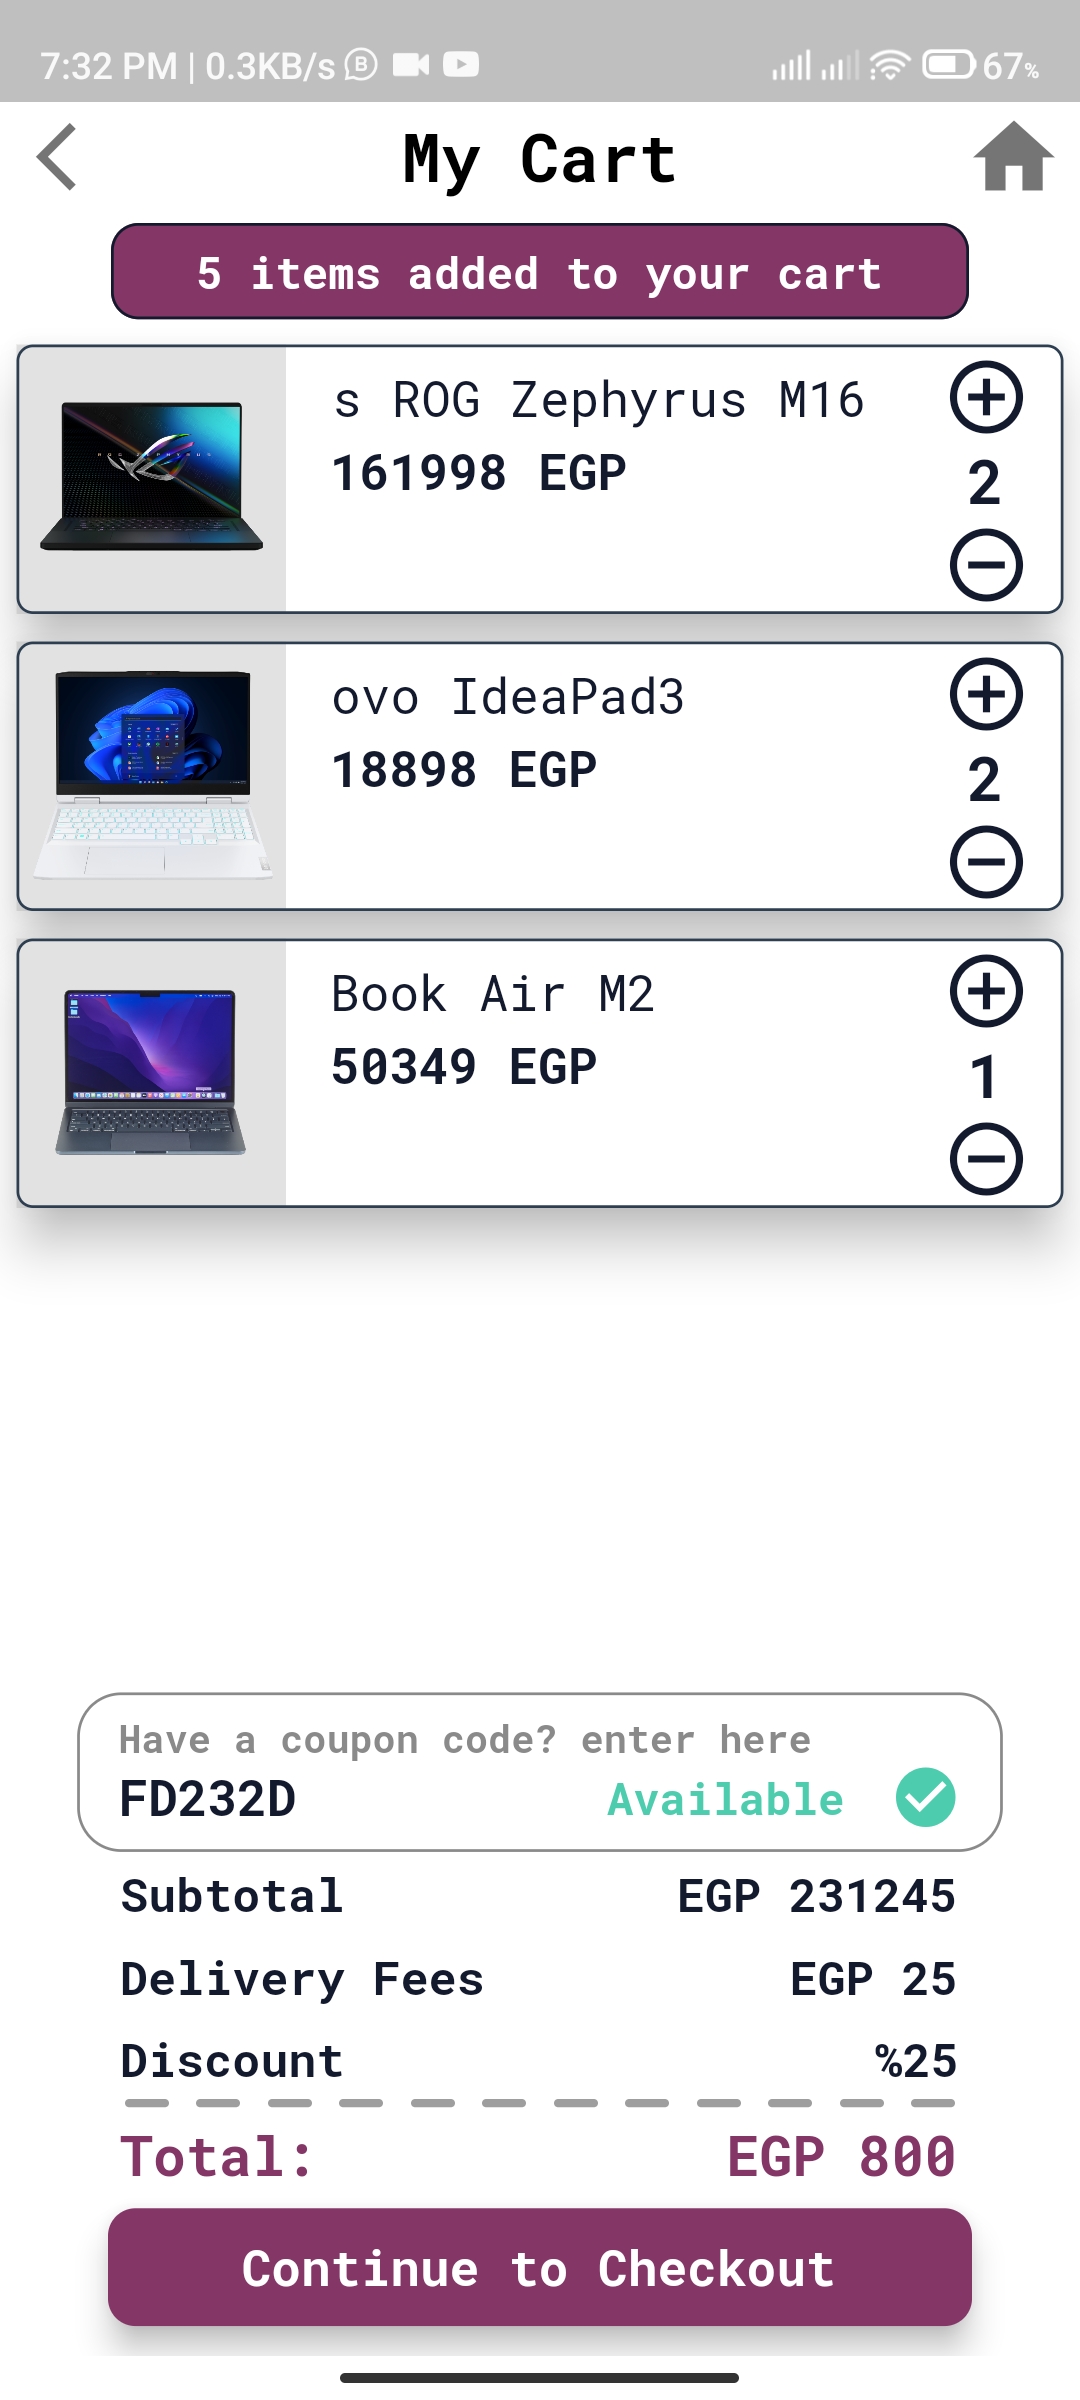 7:32 PM | 0.3KB/s
67%
My Cart
5 items added to your cart
s ROG Zephyrus M16
161998 EGP
2
ovo IdeaPad3
18898 EGP
2
Book Air M2
50349 EGP
1
Have a coupon code? enter here
FD232D Available
Subtotal EGP 231245
Delivery Fees EGP 25
Discount %25
Total: EGP 800
Continue to Checkout